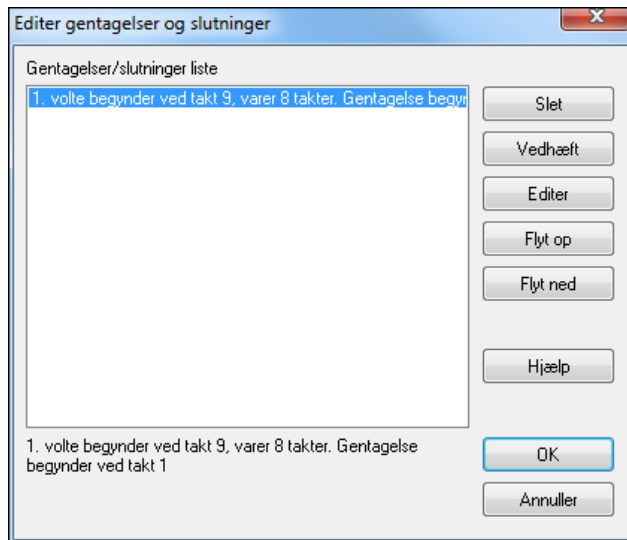 Editer gentagelser og slutninger
Gentagelser/slutninger liste
1. volte begynder ved takt 9, varer 8 takter. Gentagelse begyn
Slet
Vedhæft
Editer
Flyt op
Flyt ned
Hjælp
1. volte begynder ved takt 9, varer 8 takter. Gentagelse
begynder ved takt 1
OK
Annuller